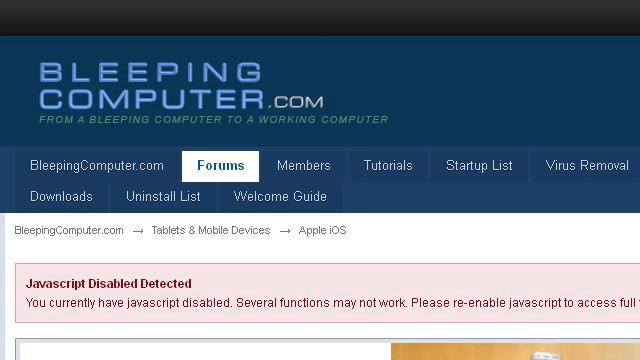 BLEEPING
COMPUTER.COM
FROM A BLEEPING COMPUTER TO A WORKING COMPUTER
BleepingComputer.com Forums Members Tutorials Startup List Virus Removal
Downloads Uninstall List Welcome Guide
BleepingComputer.com → Tablets & Mobile Devices → Apple iOS
Javascript Disabled Detected
You currently have javascript disabled. Several functions may not work. Please re-enable javascript to access full